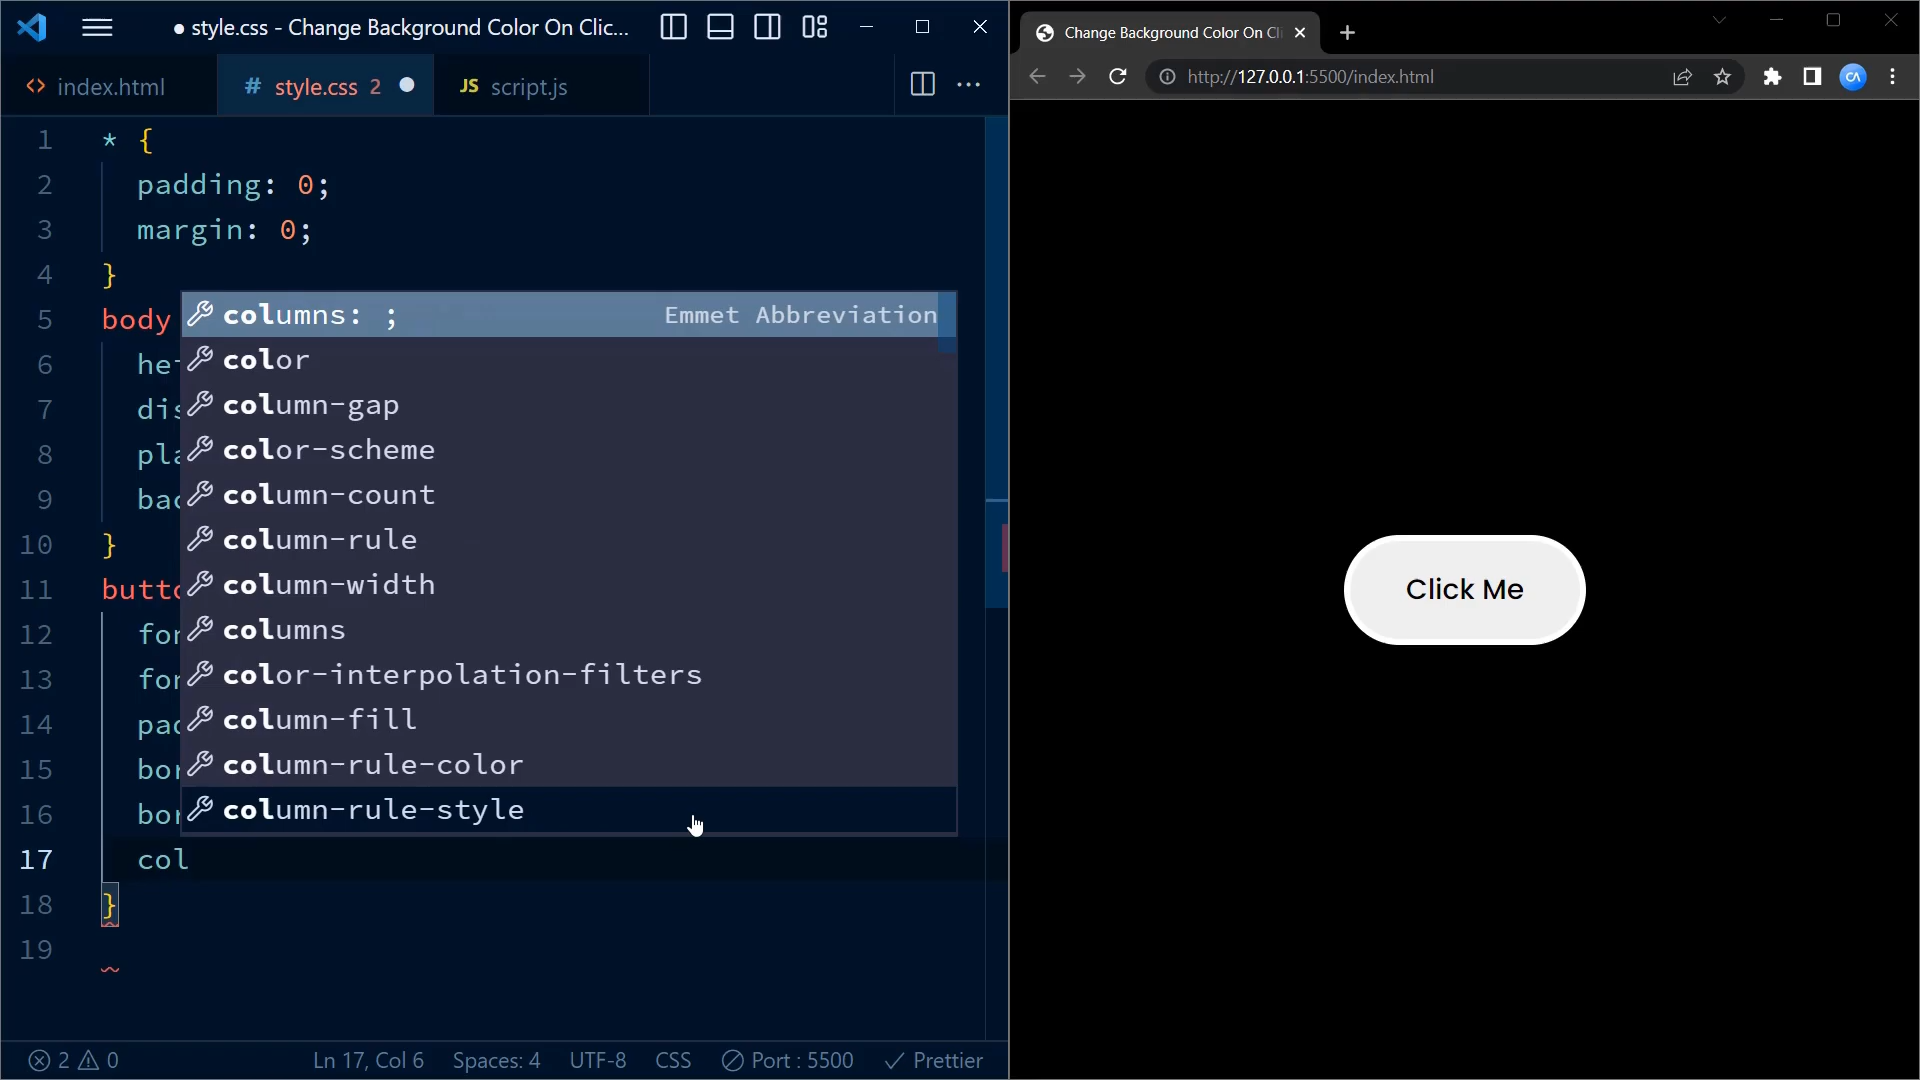 style.css - Change Background Color On Clic...
index.html
# style.css 2
JS script.js
1 * {
2 padding: 0;
3 margin: 0;
4 }
5 body
6 hei
7 dis
8 pla
9 bac
10 }
11 butto
12 fon
13 fon
14 pad
15 bor
16 bor
17 col
18 }
19
columns: ; Emmet Abbreviation
color
column-gap
color-scheme
column-count
column-rule
column-width
columns
color-interpolation-filters
column-fill
column-rule-color
column-rule-style
2 0 Ln 17, Col 6 Spaces: 4 UTF-8 CSS Port : 5500 Prettier
Change Background Color On Cli
http://127.0.0.1:5500/index.html
CA
Click Me